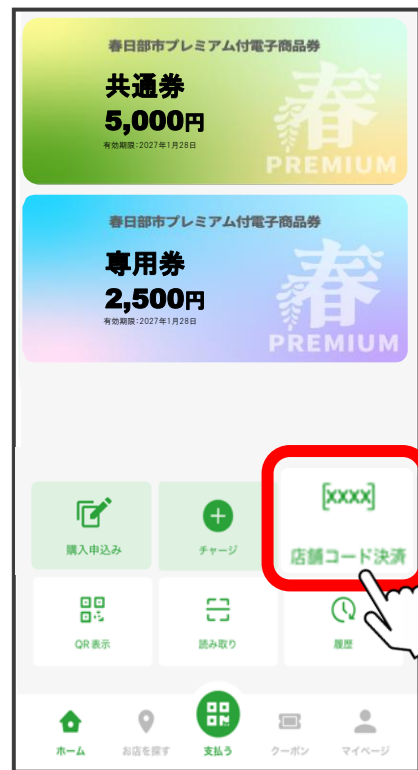 春日部市プレミアム付電子商品券
共通券
5,000円
有効期限:2027年1月28日
春
PREMIUM
春日部市プレミアム付電子商品券
専用券
2,500円
有効期限:2027年1月28日
春
PREMIUM
[xxxx]
購入申込み
チャージ
店舗コード決済
QR表示
読み取り
履歴
ホーム
お店を探す
支払う
クーポン
マイページ